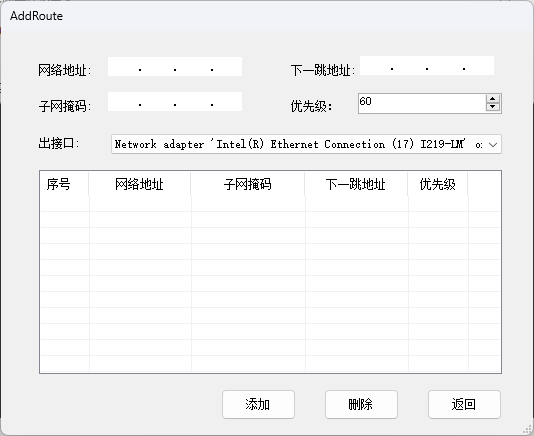 AddRoute
网络地址: . . . 下一跳地址: . . .
子网掩码: . . . 优先级: 60
出接口: Network adapter 'Intel(R) Ethernet Connection (17) I219-LM'
序号 网络地址 子网掩码 下一跳地址 优先级
添加 删除 返回